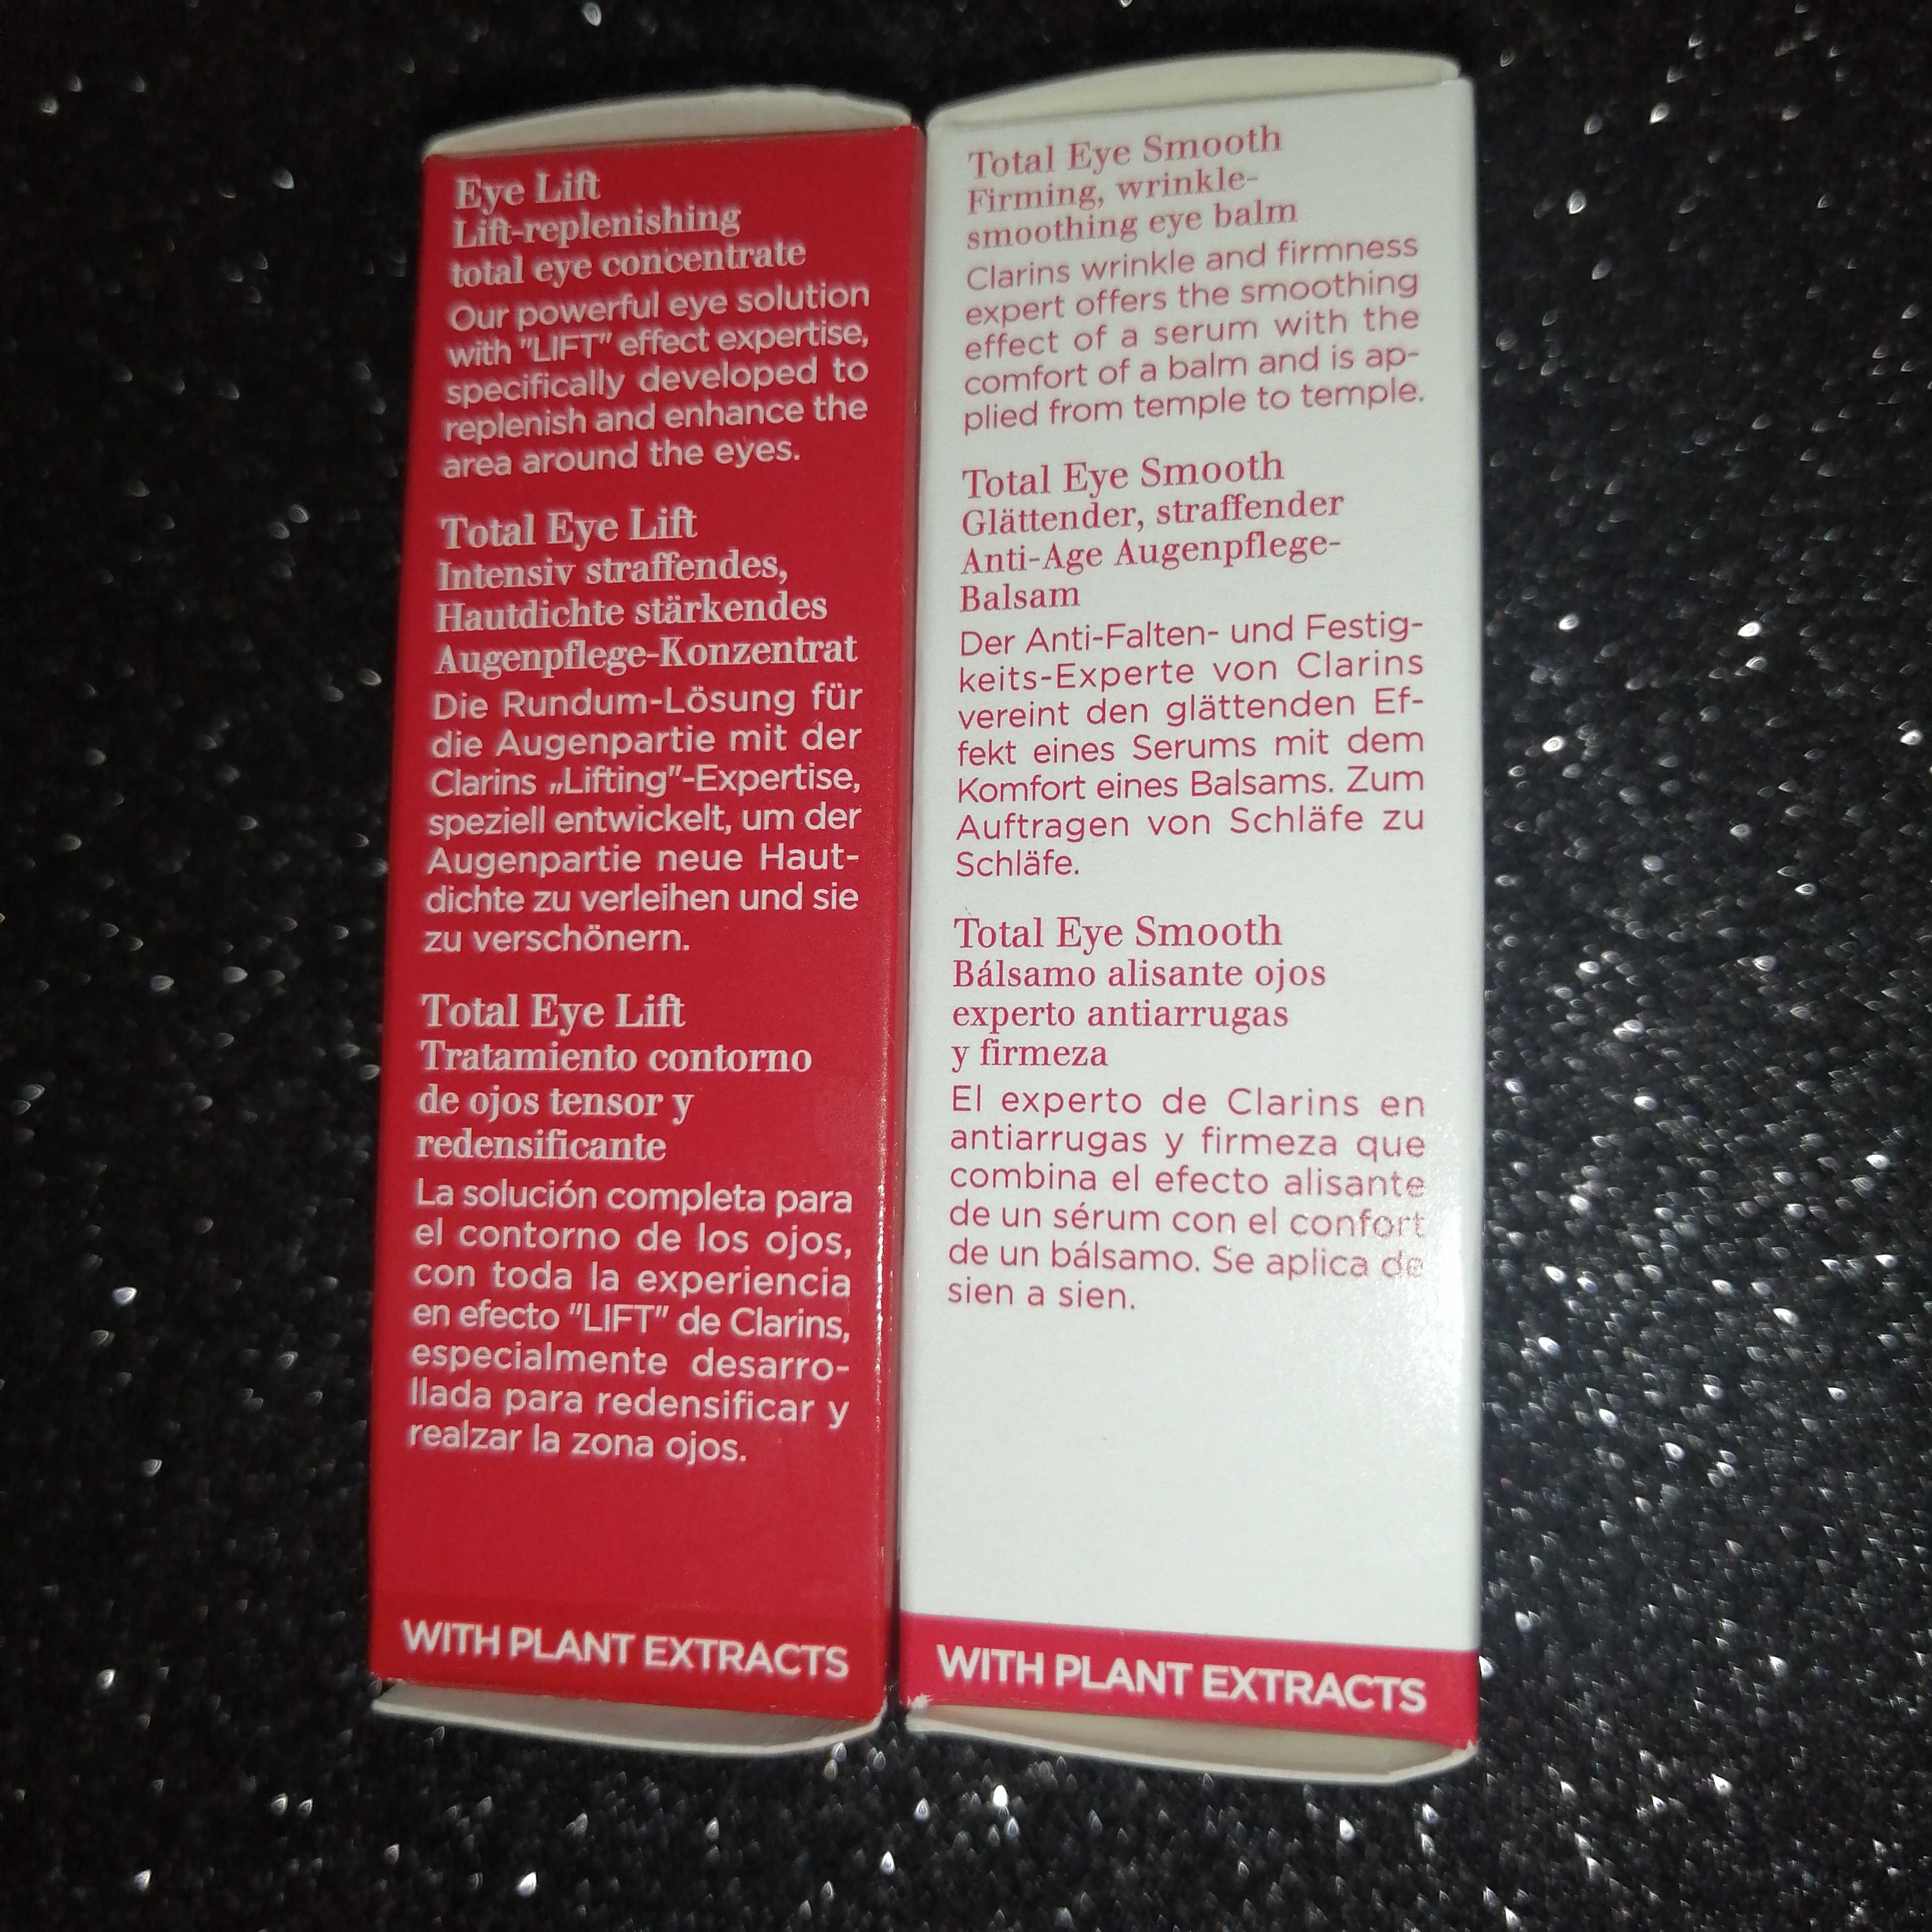 Eye Lift
Lift-replenishing
total eye concentrate
Our powerful eye solution
with "LIFT" effect expertise,
specifically developed to
replenish and enhance the
area around the eyes.
Total Eye Lift
Intensiv straffendes,
Hautdichte stärkendes
Augenpflege-Konzentrat
Die Rundum-Lösung für
die Augenpartie mit der
Clarins „Lifting"-Expertise,
speziell entwickelt, um der
Augenpartie neue Haut-
dichte zu verleihen und sie
zu verschönern.
Total Eye Lift
Tratamiento contorno
de ojos tensor y
redensificante
La solución completa para
el contorno de los ojos,
con toda la experiencia
en efecto "LIFT" de Clarins,
especialmente desarro-
llada para redensificar y
realzar la zona ojos.
WITH PLANT EXTRACTS
Total Eye Smooth
Firming, wrinkle-
smoothing eye balm
Clarins wrinkle and firmness
expert offers the smoothing
effect of a serum with the
comfort of a balm and is ap-
plied from temple to temple.
Total Eye Smooth
Glättender, straffender
Anti-Age Augenpflege-
Balsam
Der Anti-Falten- und Festig-
keits-Experte von Clarins
vereint den glättenden Ef-
fekt eines Serums mit dem
Komfort eines Balsams. Zum
Auftragen von Schläfe zu
Schläfe.
Total Eye Smooth
Bálsamo alisante ojos
experto antiarrugas
y firmeza
El experto de Clarins en
antiarrugas y firmeza que
combina el efecto alisante
de un sérum con el confort
de un bálsamo. Se aplica de
sien a sien.
WITH PLANT EXTRACTS